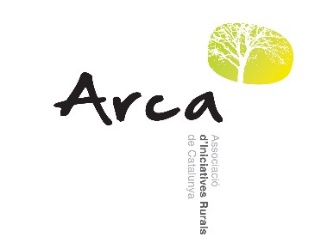 Arca
Associació
d'Iniciatives Rurals
de Catalunya